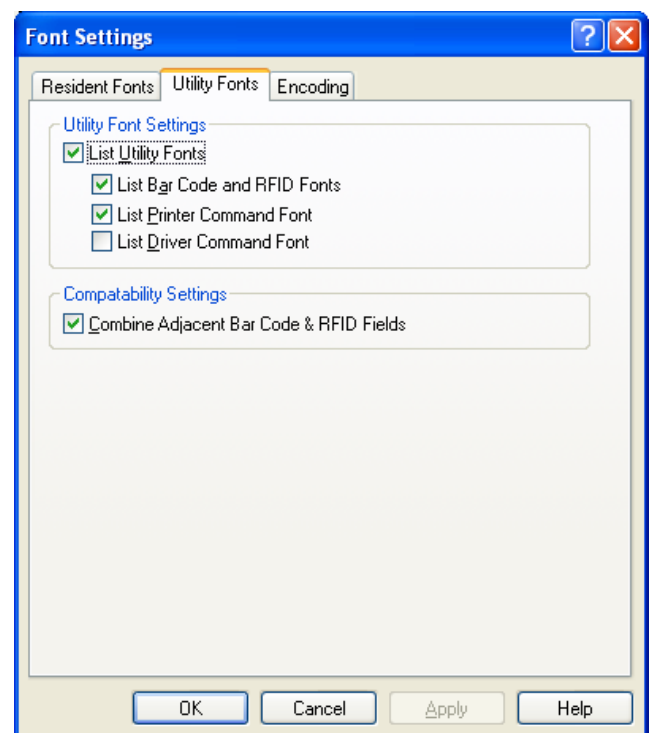 Font Settings
Resident Fonts Utility Fonts Encoding
Utility Font Settings
List Utility Fonts
List Bar Code and RFID Fonts
List Printer Command Font
List Driver Command Font
Compatability Settings
Combine Adjacent Bar Code & RFID Fields
OK Cancel Apply Help